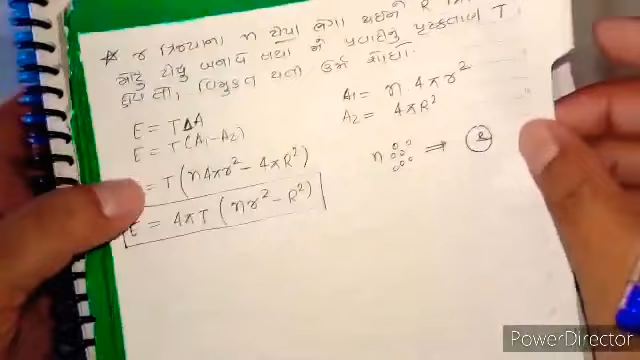 * r ત્રિજ્યાના n ટીપા ભેગા થઈને R
મોટું ટીપું બનાવે તથા જો પ્રવાહીનું પૃષ્ઠતાણ T
હોય તો, વિમુક્ત થતી ઉર્જા શોધો.
E = TΔA
E = T(A₁-A₂)
= T(n4πr² - 4πR²)
E = 4πT (nr² - R²)
A₁ = n.4πr²
A₂ = 4πR²
n ⇒ R
PowerDirector